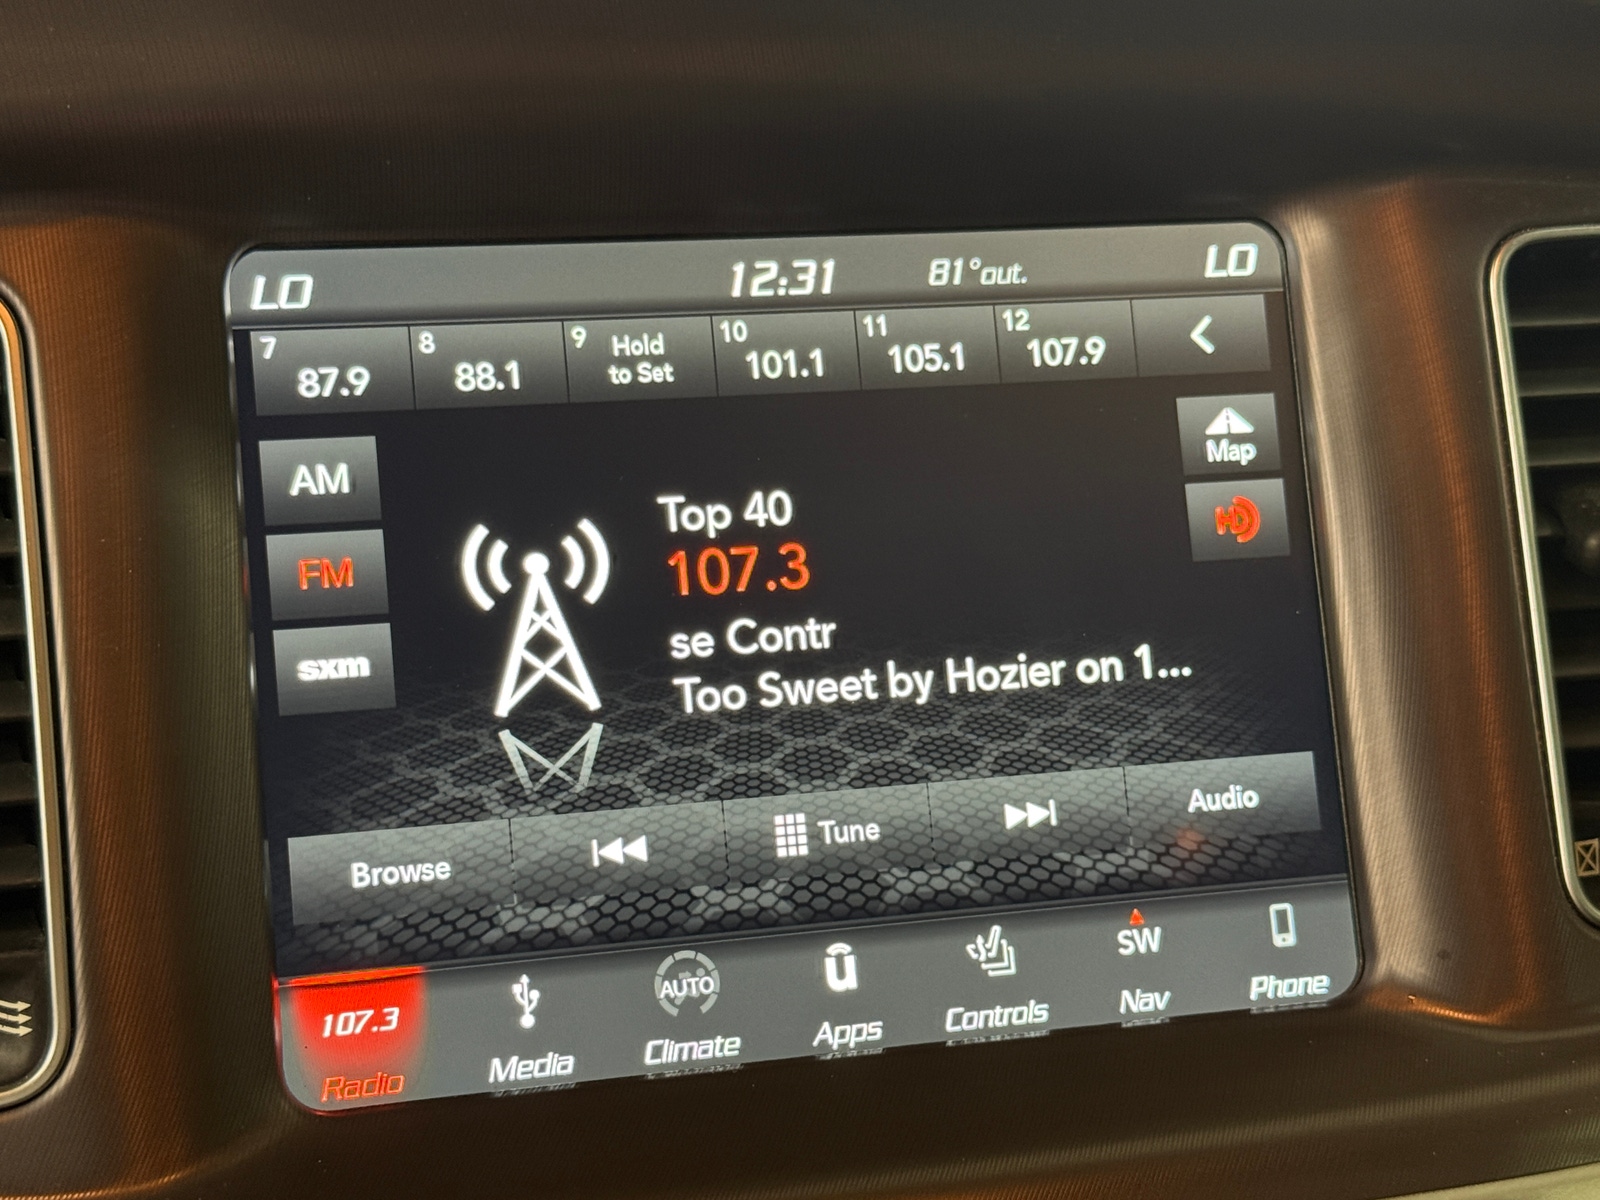 LO 12:31 81°out. LO
7 87.9
8 88.1
9 Hold to Set
10 101.1
11 105.1
12 107.9
AM
FM
sxm
Map
HD
Top 40
107.3
se Contr
Too Sweet by Hozier on 1...
Browse
Tune
Audio
107.3
Radio
Media
AUTO
Climate
u
Apps
Controls
SW
Nav
Phone